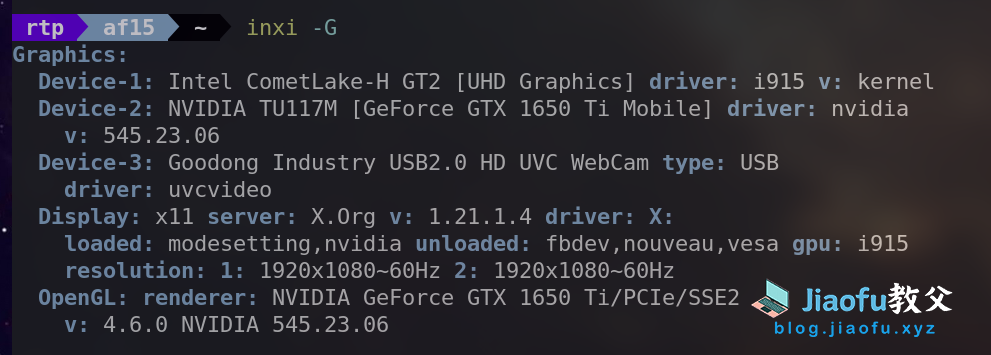 rtp af15 ~ inxi -G
Graphics:
Device-1: Intel CometLake-H GT2 [UHD Graphics] driver: i915 v: kernel
Device-2: NVIDIA TU117M [GeForce GTX 1650 Ti Mobile] driver: nvidia
v: 545.23.06
Device-3: Goodong Industry USB2.0 HD UVC WebCam type: USB
driver: uvcvideo
Display: x11 server: X.Org v: 1.21.1.4 driver: X:
loaded: modesetting,nvidia unloaded: fbdev,nouveau,vesa gpu: i915
resolution: 1: 1920x1080~60Hz 2: 1920x1080~60Hz
OpenGL: renderer: NVIDIA GeForce GTX 1650 Ti/PCIe/SSE2
v: 4.6.0 NVIDIA 545.23.06
Jiaofu教父
blog.jiaofu.xyz